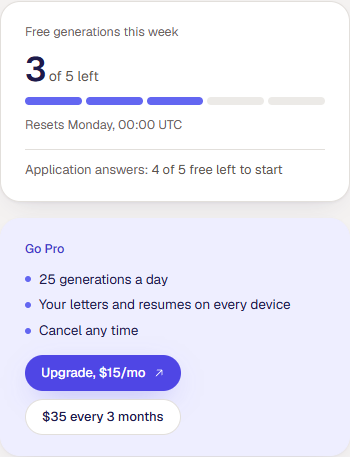 Free generations this week
3 of 5 left
Resets Monday, 00:00 UTC
Application answers: 4 of 5 free left to start
Go Pro
25 generations a day
Your letters and resumes on every device
Cancel any time
Upgrade, $15/mo ↗
$35 every 3 months